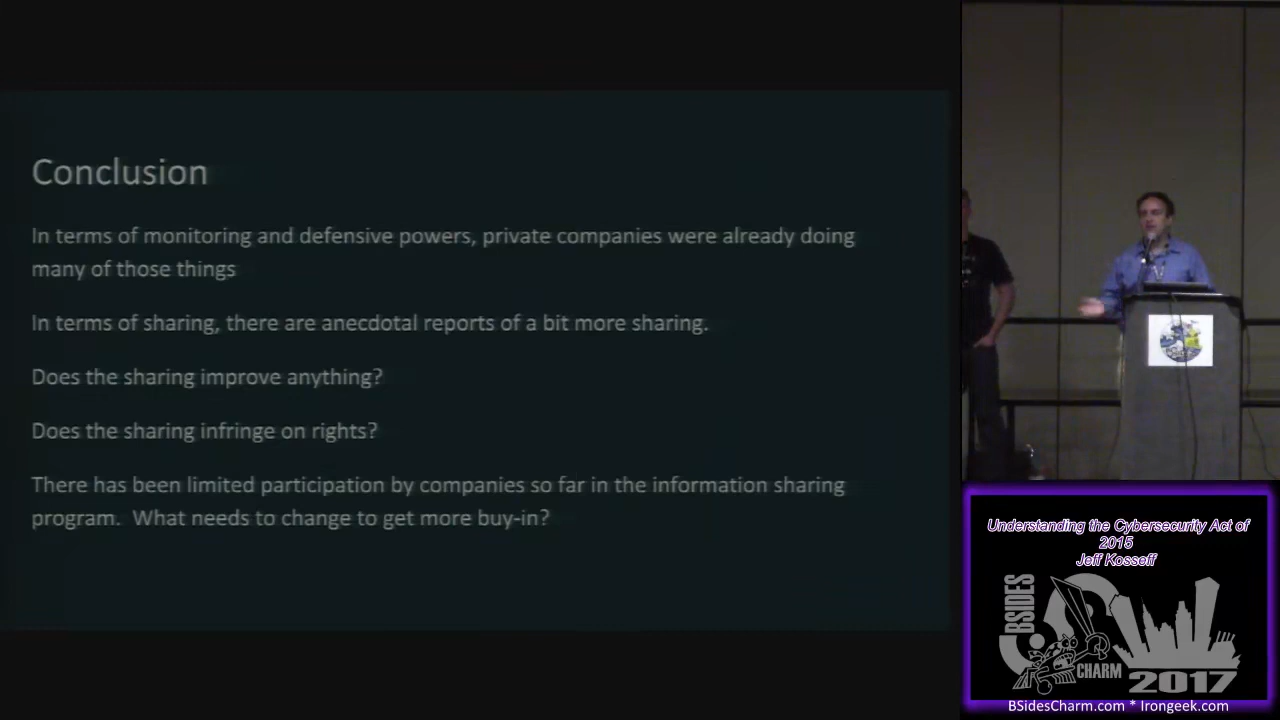 Conclusion
In terms of monitoring and defensive powers, private companies were already doing
many of those things
In terms of sharing, there are anecdotal reports of a bit more sharing.
Does the sharing improve anything?
Does the sharing infringe on rights?
There has been limited participation by companies so far in the information sharing
program.  What needs to change to get more buy-in?
Understanding the Cybersecurity Act of
2015
Jeff Kosseff
BSIDES
CHARM
2017
BSidesCharm.com * Irongeek.com